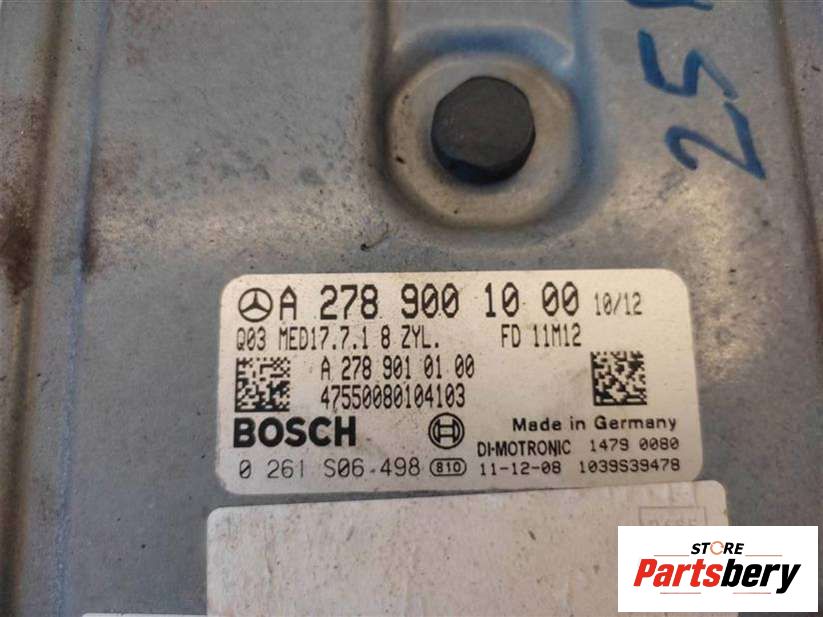 25
A 278 900 10 00 10/12
Q03 MED17.7.1 8 ZYL. FD 11M12
A 278 901 01 00
47550080104103
BOSCH
Made in Germany
DI-MOTRONIC 1479 0080
0 261 S06 498 810 11-12-08 1039S39478
STORE
Partsbery